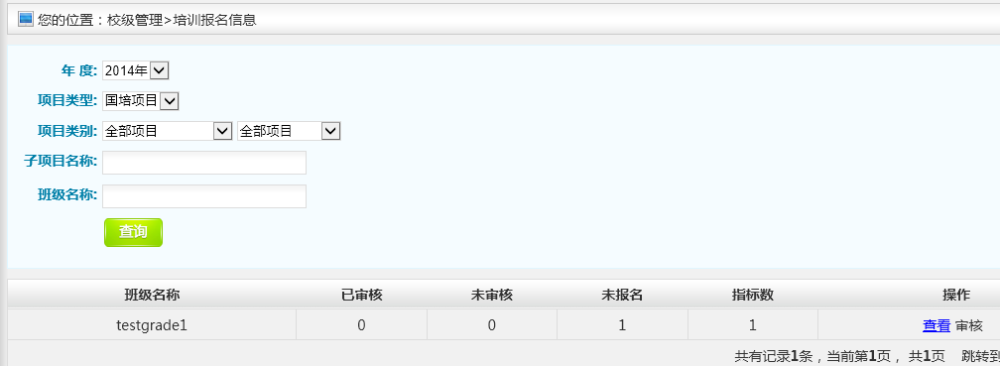 您的位置：校级管理>培训报名信息
年 度: 2014年
项目类型: 国培项目
项目类别: 全部项目 全部项目
子项目名称:
班级名称:
查询
班级名称 已审核 未审核 未报名 指标数 操作
testgrade1 0 0 1 1 查看 审核
共有记录1条，当前第1页， 共1页 跳转到